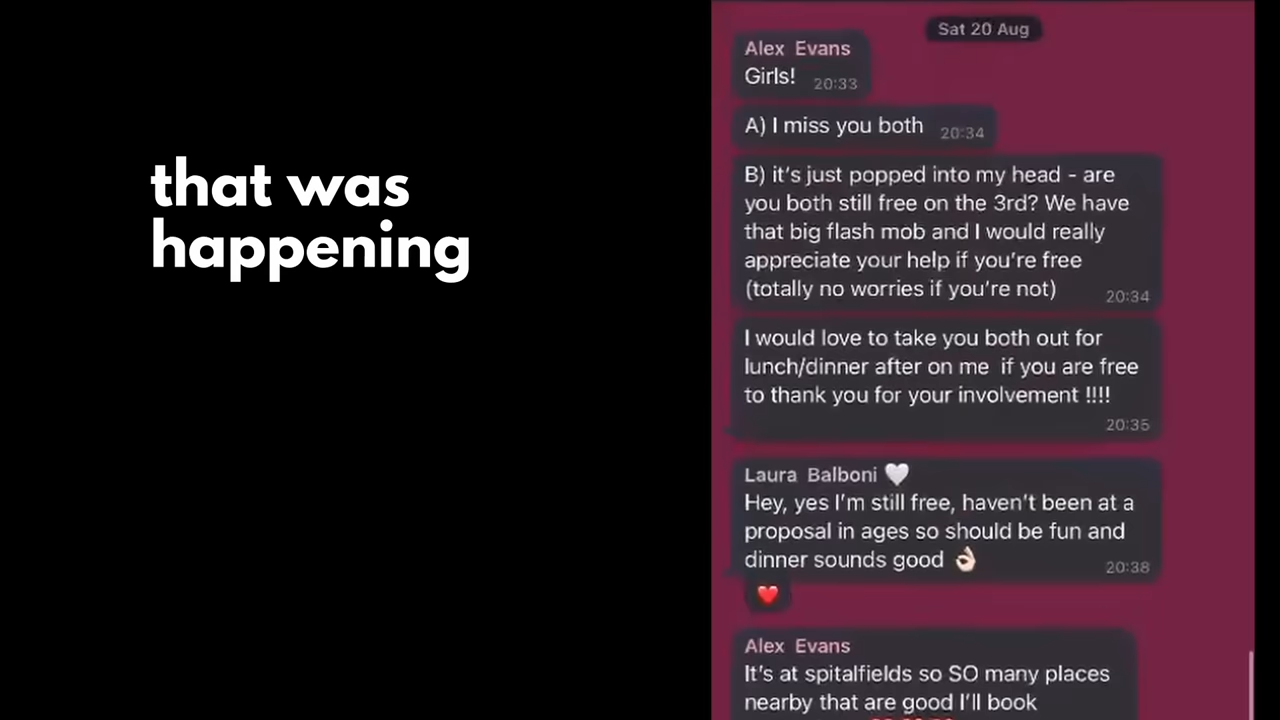 that was
happening
Sat 20 Aug
Alex Evans
Girls! 20:33
A) I miss you both 20:34
B) it's just popped into my head - are
you both still free on the 3rd? We have
that big flash mob and I would really
appreciate your help if you're free
(totally no worries if you're not) 20:34
I would love to take you both out for
lunch/dinner after on me if you are free
to thank you for your involvement !!!!
20:35
Laura Balboni 🤍
Hey, yes I'm still free, haven't been at a
proposal in ages so should be fun and
dinner sounds good 👌🏻 20:38
❤️
Alex Evans
It's at spitalfields so SO many places
nearby that are good I'll book